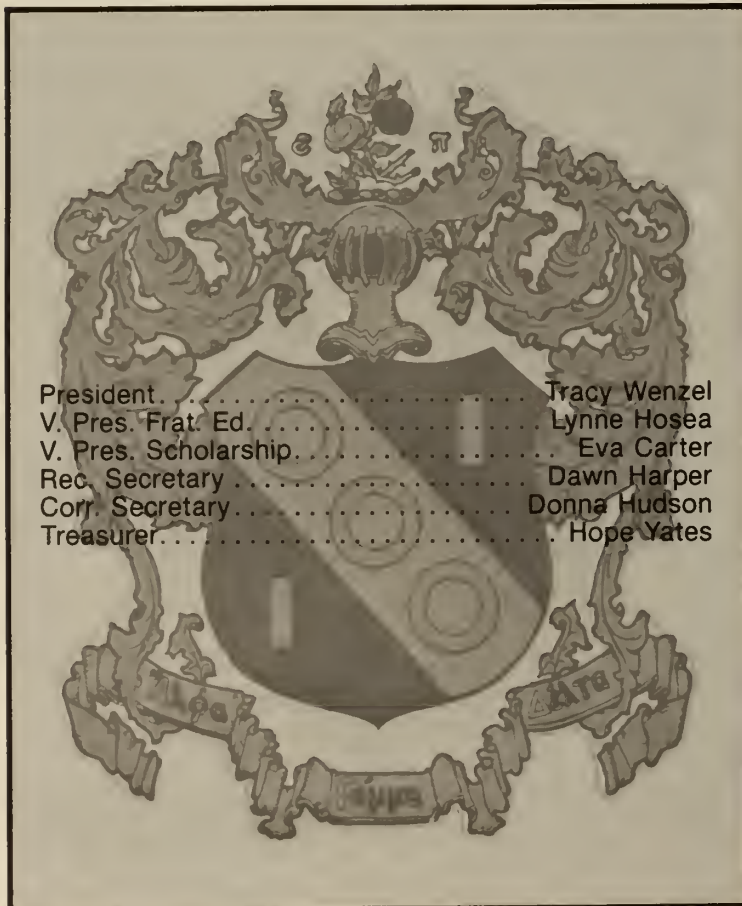 ε π
President. . . . . . . . . . . . . . . . . . . . . . . . . . Tracy Wenzel
V. Pres. Frat. Ed. . . . . . . . . . . . . . . . . . . . . Lynne Hosea
V. Pres. Scholarship. . . . . . . . . . . . . . . . . . . . Eva Carter
Rec. Secretary . . . . . . . . . . . . . . . . . . . . . Dawn Harper
Corr. Secretary. . . . . . . . . . . . . . . . . . . . Donna Hudson
Treasurer. . . . . . . . . . . . . . . . . . . . . . . . . . Hope Yates